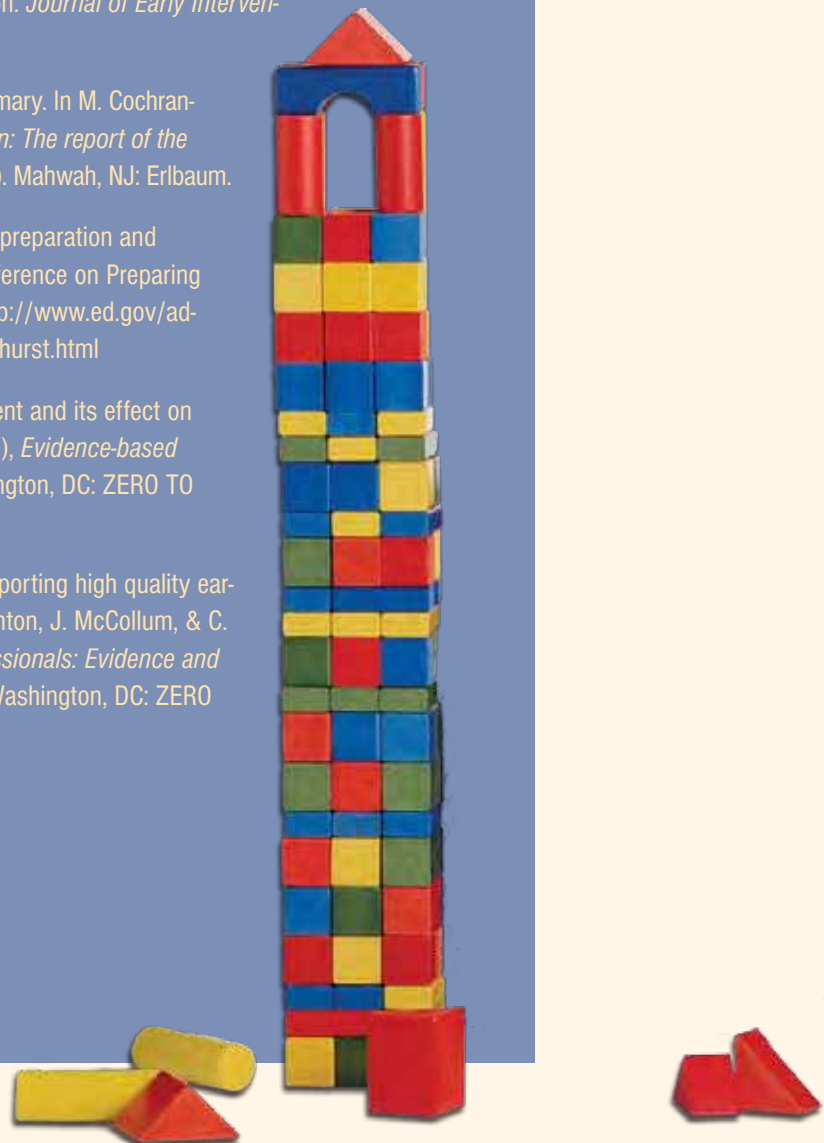 on. Journal of Early Interven-
mary. In M. Cochran-
n: The report of the
). Mahwah, NJ: Erlbaum.
preparation and
ference on Preparing
p://www.ed.gov/ad-
hurst.html
ent and its effect on
), Evidence-based
ngton, DC: ZERO TO
porting high quality ear-
nton, J. McCollum, & C.
ssionals: Evidence and
Washington, DC: ZERO